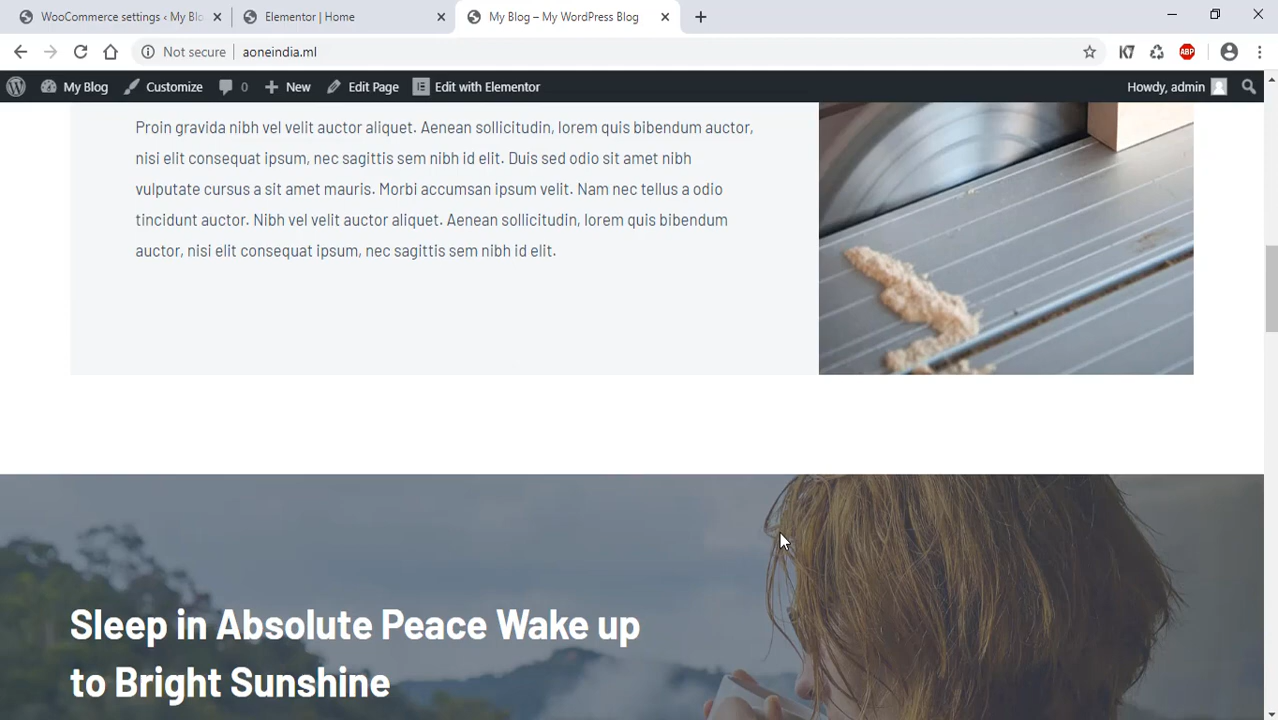 WooCommerce settings ‹ My Blo
Elementor | Home
My Blog – My WordPress Blog
Not secure
aoneindia.ml
K7
ABP
My Blog
Customize
0
New
Edit Page
Edit with Elementor
Howdy, admin
Proin gravida nibh vel velit auctor aliquet. Aenean sollicitudin, lorem quis bibendum auctor,
nisi elit consequat ipsum, nec sagittis sem nibh id elit. Duis sed odio sit amet nibh
vulputate cursus a sit amet mauris. Morbi accumsan ipsum velit. Nam nec tellus a odio
tincidunt auctor. Nibh vel velit auctor aliquet. Aenean sollicitudin, lorem quis bibendum
auctor, nisi elit consequat ipsum, nec sagittis sem nibh id elit.
Sleep in Absolute Peace Wake up
to Bright Sunshine